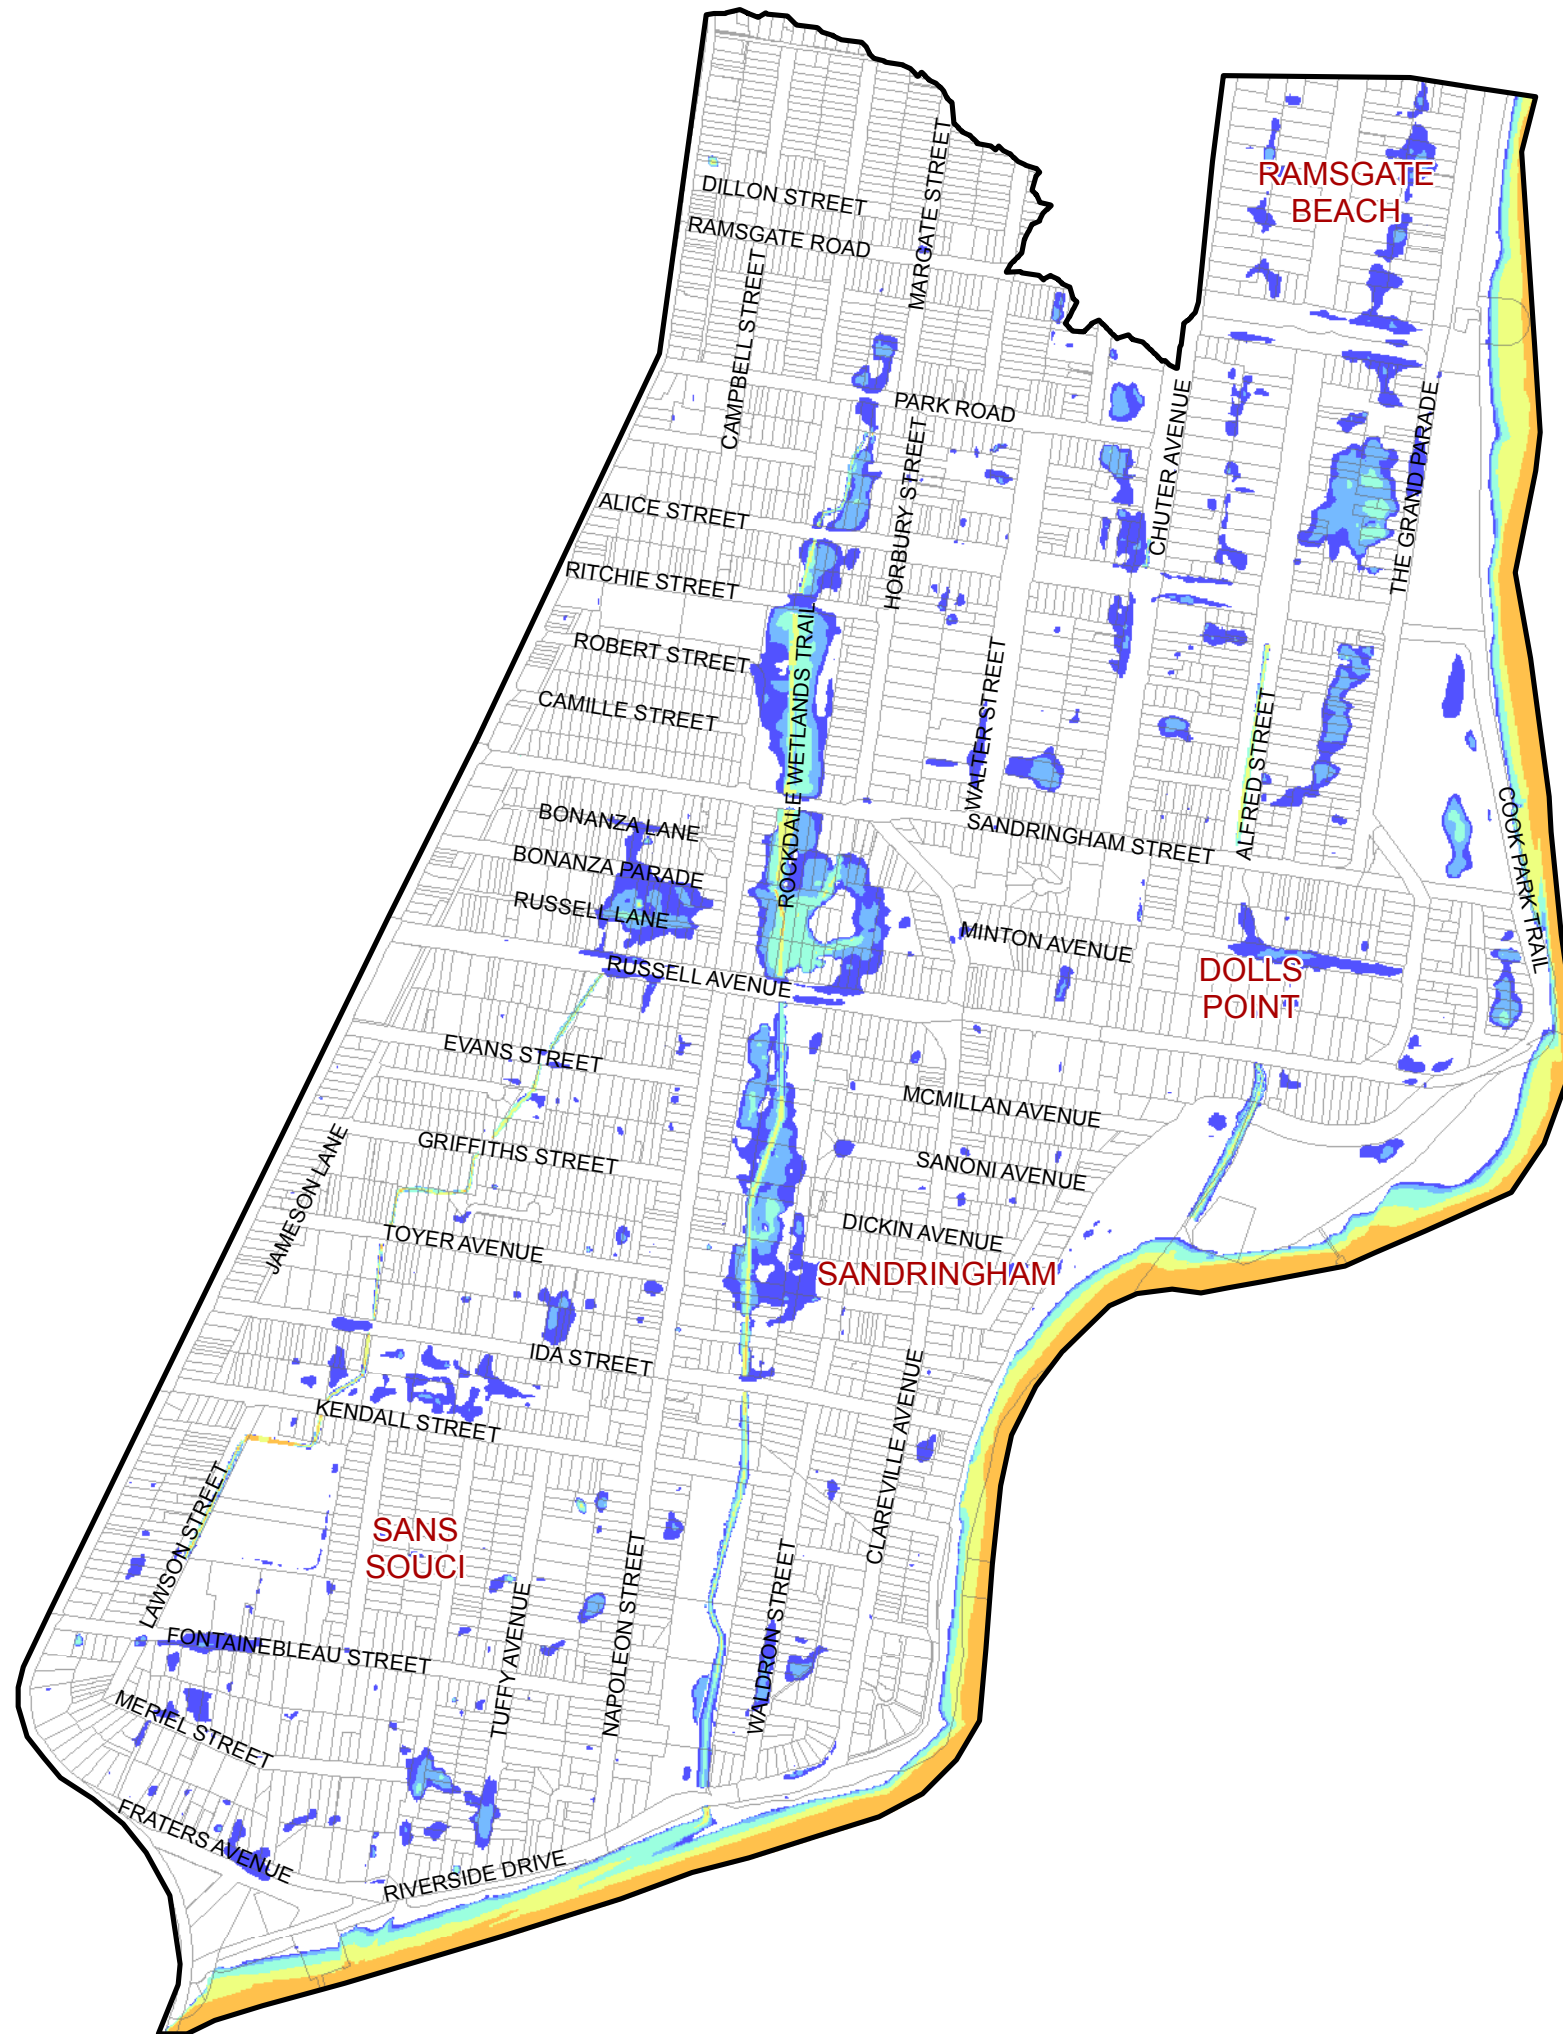 RAMSGATE
BEACH
DILLON STREET
MARGATE STREET
RAMSGATE ROAD
CAMPBELL STREET
PARK ROAD
CHUTER AVENUE
THE GRAND PARADE
HORBURY STREET
ALICE STREET
RITCHIE STREET
ROBERT STREET
ROCKDALE WETLANDS TRAIL
CAMILLE STREET
WALTER STREET
ALFRED STREET
BONANZA LANE
SANDRINGHAM STREET
COOK PARK TRAIL
BONANZA PARADE
RUSSELL LANE
MINTON AVENUE
RUSSELL AVENUE
DOLLS
POINT
EVANS STREET
MCMILLAN AVENUE
GRIFFITHS STREET
SANONI AVENUE
JAMESON LANE
DICKIN AVENUE
TOYER AVENUE
SANDRINGHAM
IDA STREET
CLAREVILLE AVENUE
KENDALL STREET
LAWSON STREET
SANS
SOUCI
NAPOLEON STREET
WALDRON STREET
TUFFY AVENUE
FONTAINEBLEAU STREET
MERIEL STREET
FRATERS AVENUE
RIVERSIDE DRIVE